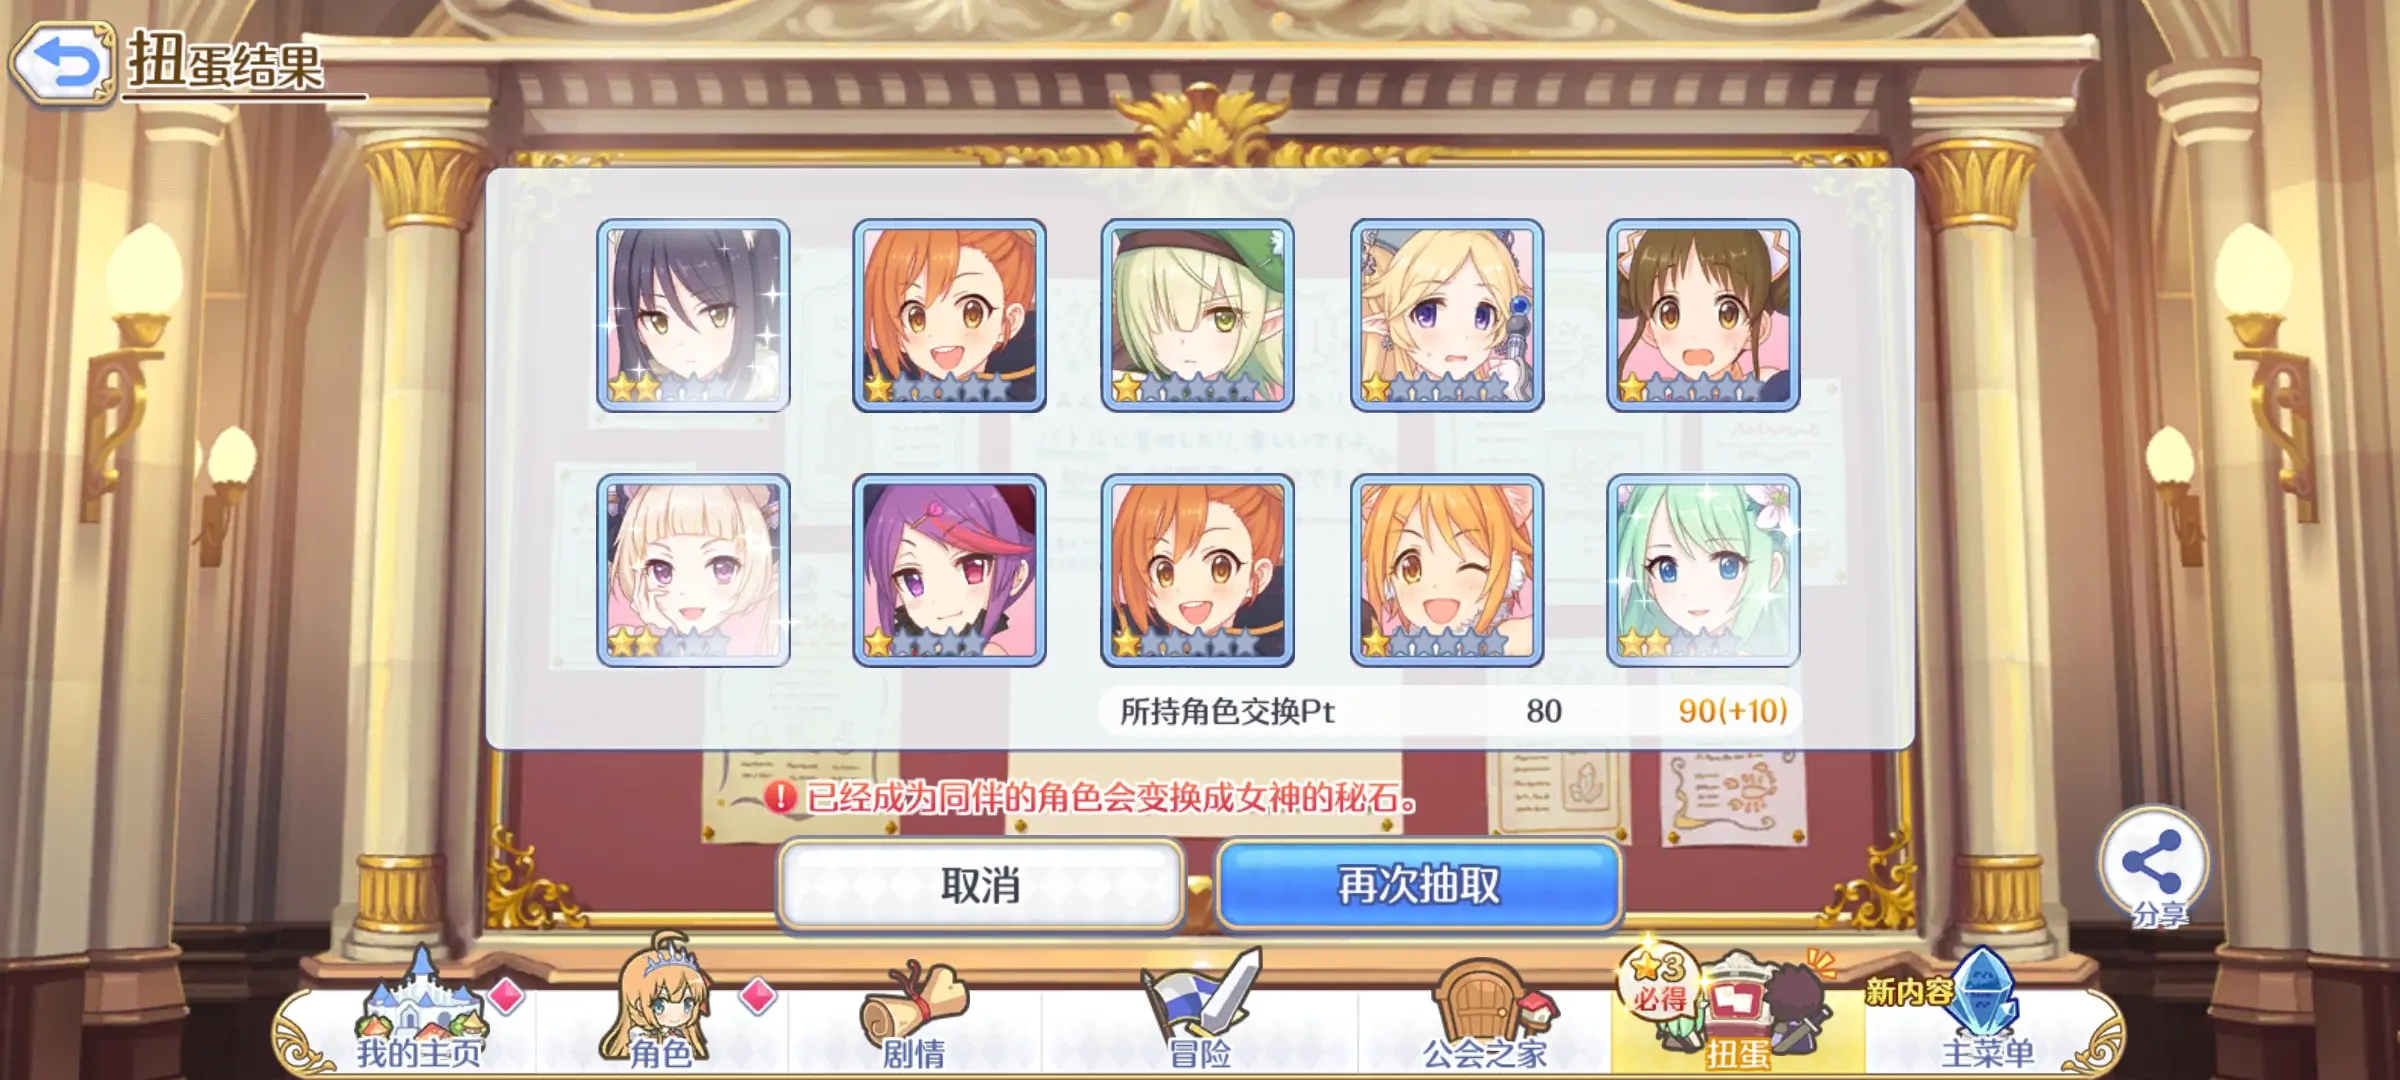 扭蛋结果
所持角色交换Pt 80 90(+10)
已经成为同伴的角色会变换成女神的秘石。
取消
再次抽取
分享
3
必得
新内容
我的主页
角色
剧情
冒险
公会之家
扭蛋
主菜单